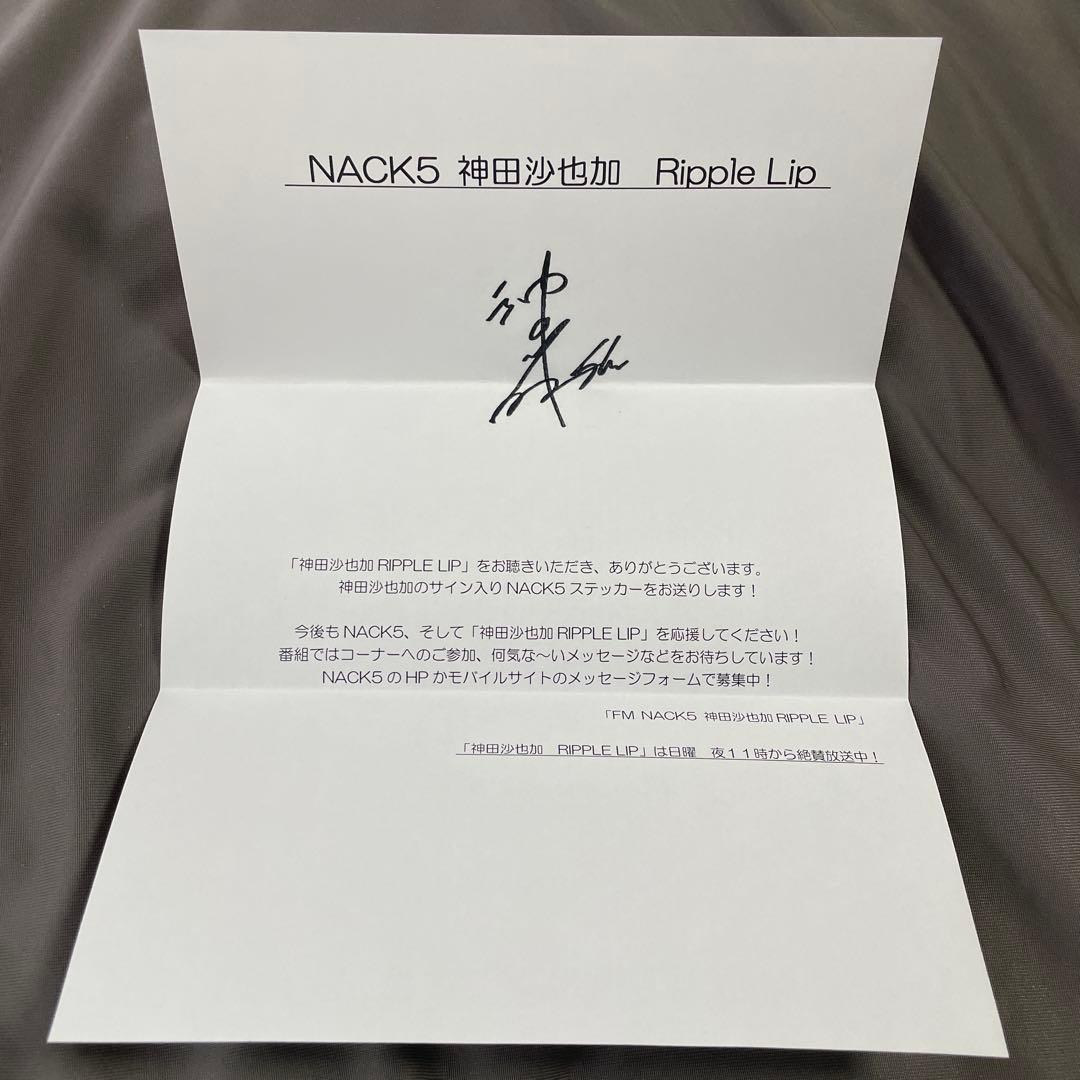 NACK5 神田沙也加　Ripple Lip
「神田沙也加 RIPPLE LIP」をお聴きいただき、ありがとうございます。
神田沙也加のサイン入り NACK5 ステッカーをお送りします！
今後も NACK5、そして「神田沙也加 RIPPLE LIP」を応援してください！
番組ではコーナーへのご参加、何気な～いメッセージなどをお待ちしています！
NACK5 の HP かモバイルサイトのメッセージフォームで募集中！
「FM NACK5 神田沙也加 RIPPLE LIP」
「神田沙也加　RIPPLE LIP」は日曜　夜１１時から絶賛放送中！